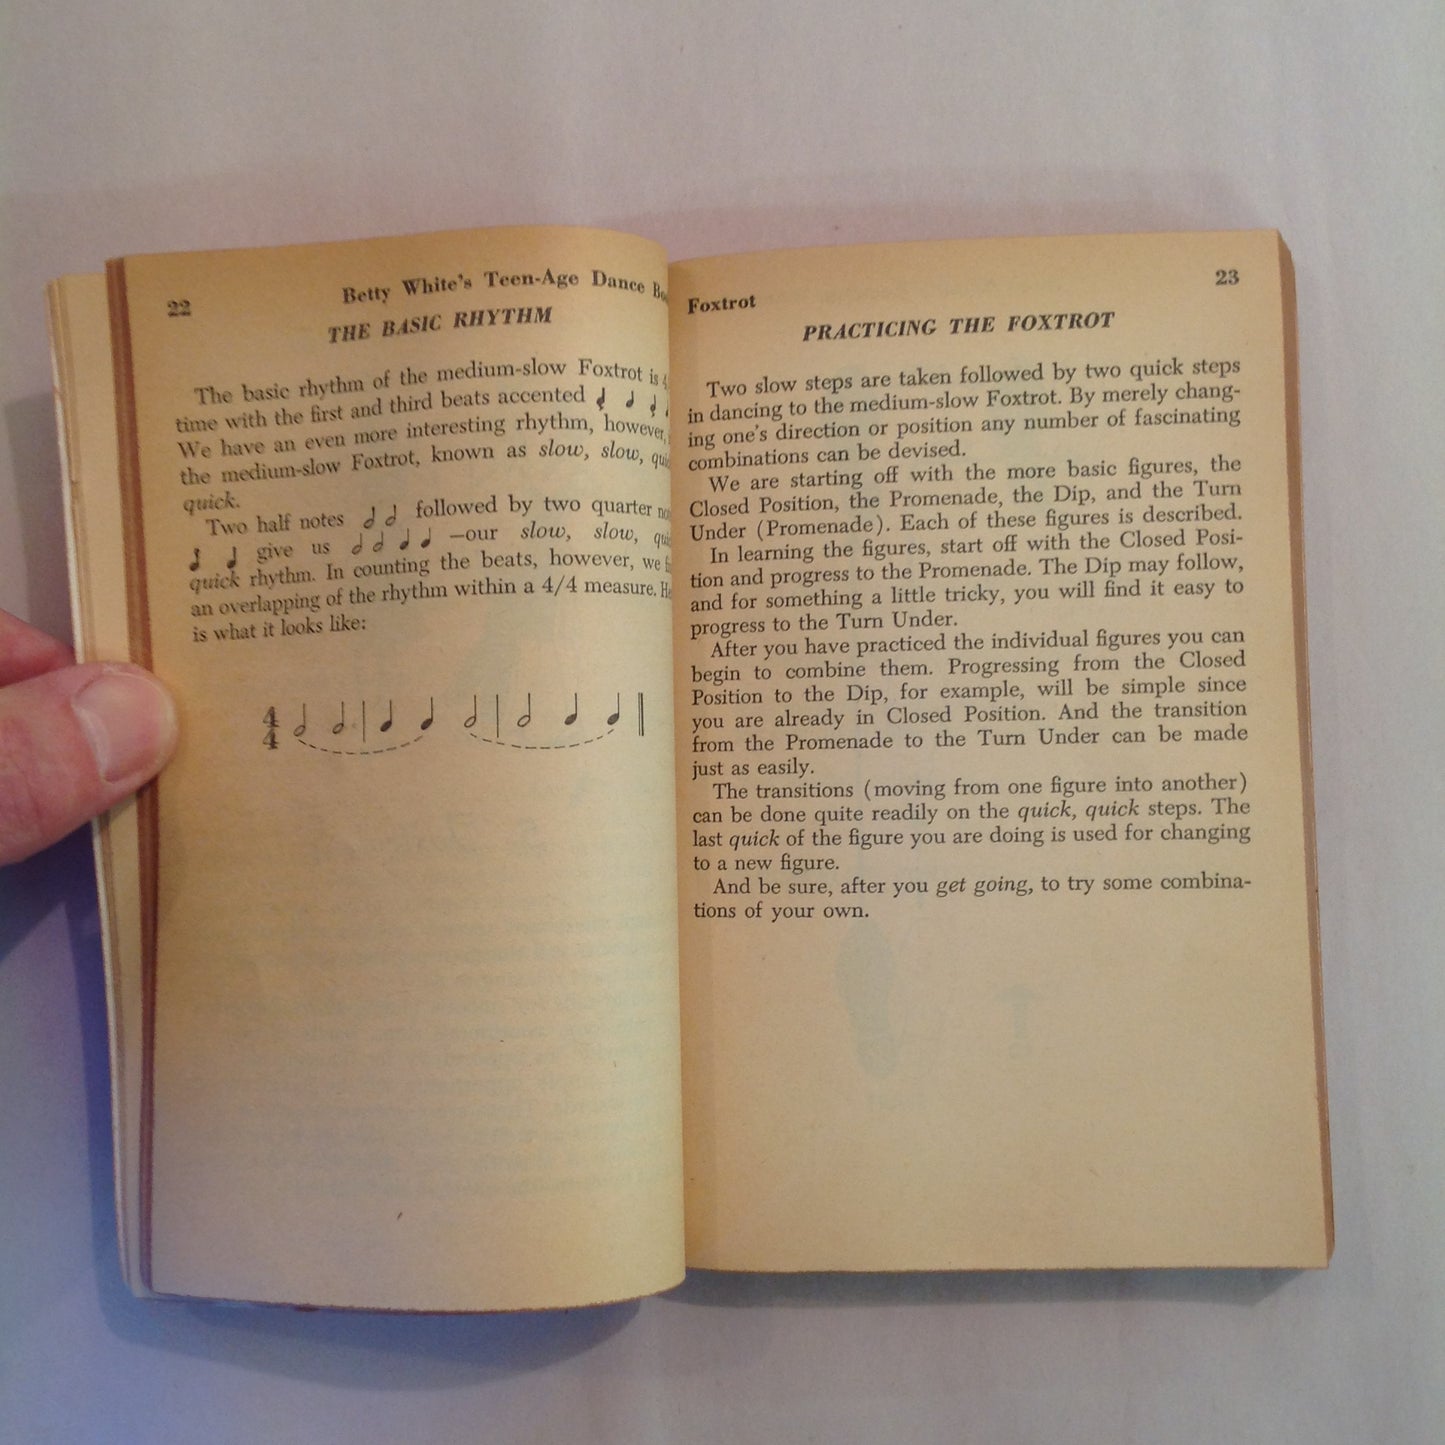 22
Betty White's Teen-Age Dance
THE BASIC RHYTHM
The basic rhythm of the medium-slow Foxtrot is
time with the first and third beats accented
We have an even more interesting rhythm, however,
the medium-slow Foxtrot, known as slow, slow,
quick.
Two half notes followed by two quarter
give us —our slow, slow,
quick rhythm. In counting the beats, however, we
an overlapping of the rhythm within a 4/4 measure.
is what it looks like:
4
4
23
Foxtrot
PRACTICING THE FOXTROT
Two slow steps are taken followed by two quick steps
in dancing to the medium-slow Foxtrot. By merely chang-
ing one's direction or position any number of fascinating
combinations can be devised.
We are starting off with the more basic figures, the
Closed Position, the Promenade, the Dip, and the Turn
Under (Promenade). Each of these figures is described.
In learning the figures, start off with the Closed Posi-
tion and progress to the Promenade. The Dip may follow,
and for something a little tricky, you will find it easy to
progress to the Turn Under.
After you have practiced the individual figures you can
begin to combine them. Progressing from the Closed
Position to the Dip, for example, will be simple since
you are already in Closed Position. And the transition
from the Promenade to the Turn Under can be made
just as easily.
The transitions (moving from one figure into another)
can be done quite readily on the quick, quick steps. The
last quick of the figure you are doing is used for changing
to a new figure.
And be sure, after you get going, to try some combina-
tions of your own.